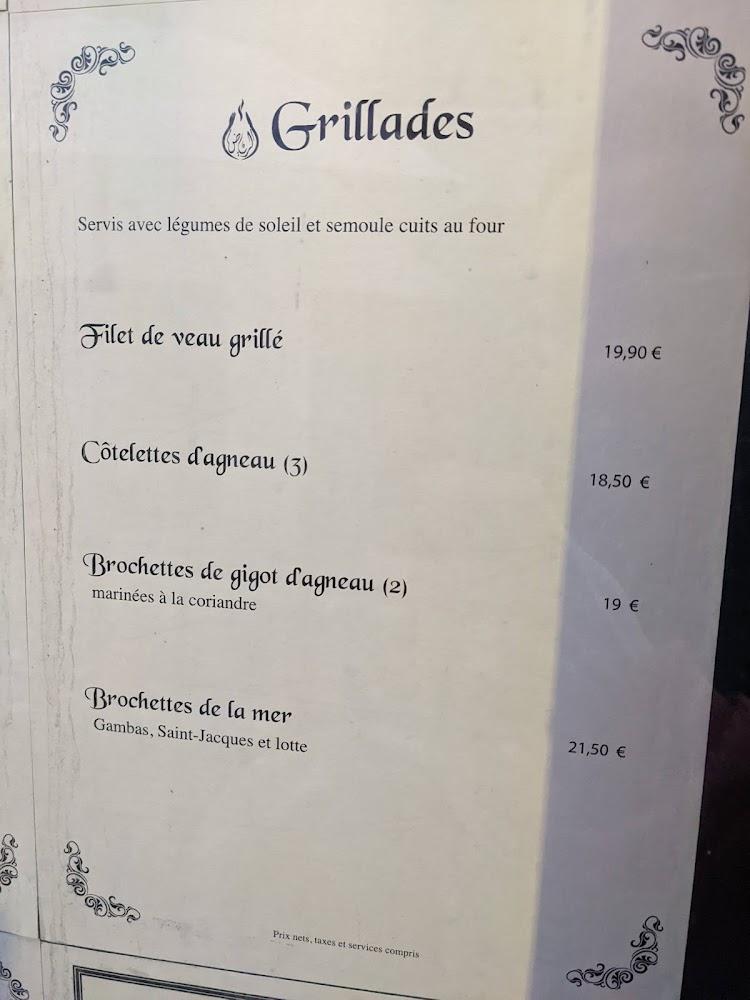 Grillades
Servis avec légumes de soleil et semoule cuits au four
Filet de veau grillé 19,90 €
Côtelettes d'agneau (3) 18,50 €
Brochettes de gigot d'agneau (2)
marinées à la coriandre 19 €
Brochettes de la mer
Gambas, Saint-Jacques et lotte 21,50 €
Prix nets, taxes et services compris